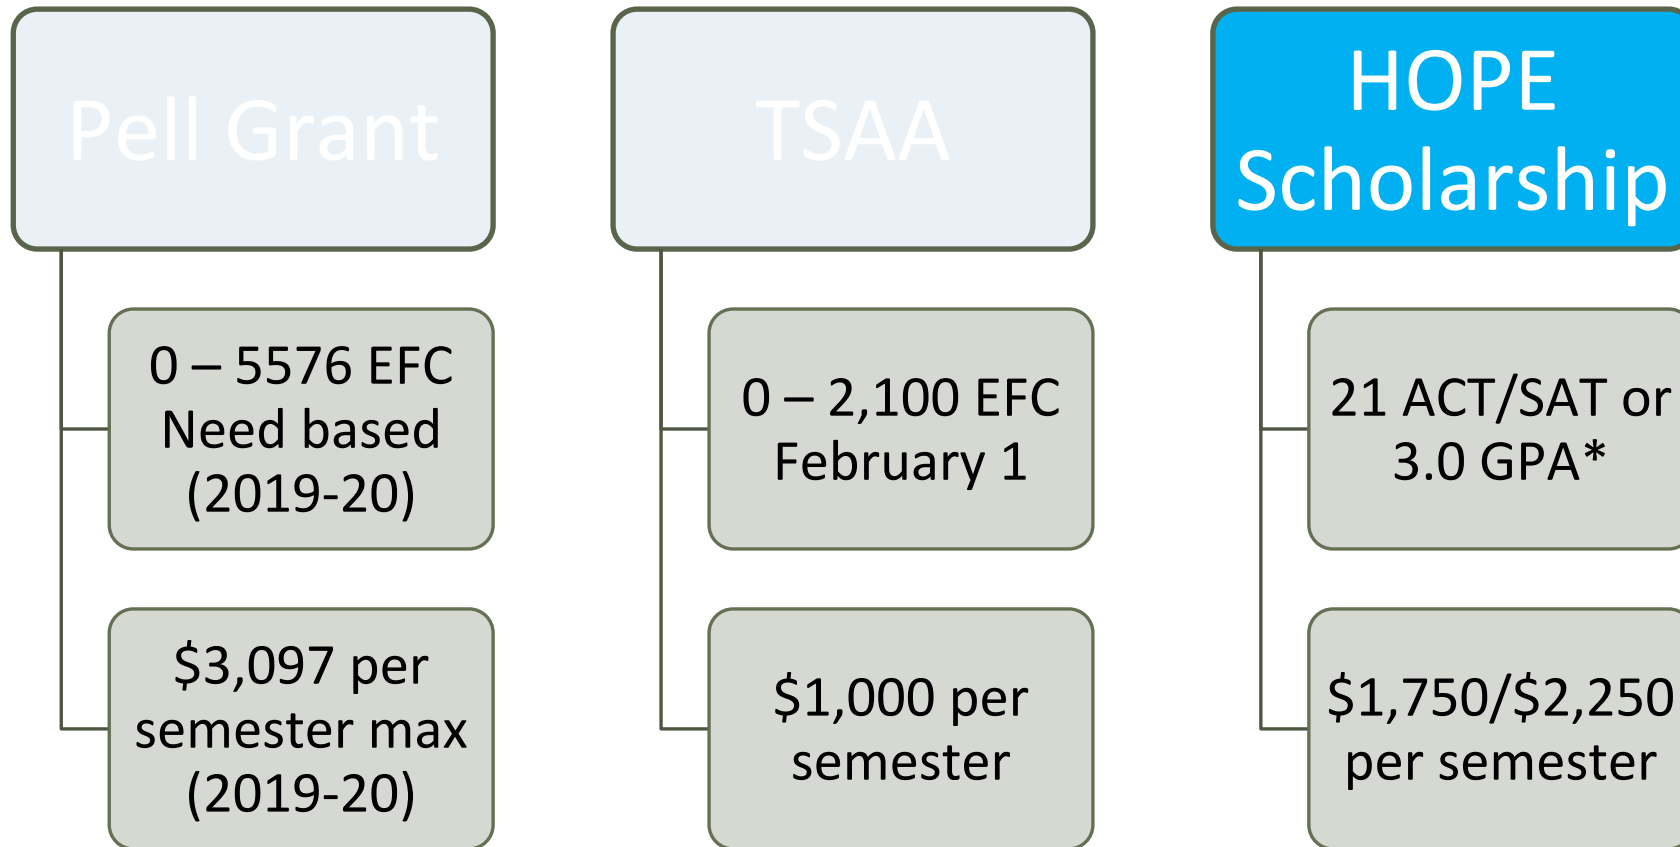 Pell Grant
0 – 5576 EFC
Need based
(2019-20)
$3,097 per
semester max
(2019-20)
TSAA
0 – 2,100 EFC
February 1
$1,000 per
semester
HOPE
Scholarship
21 ACT/SAT or
3.0 GPA*
$1,750/$2,250
per semester